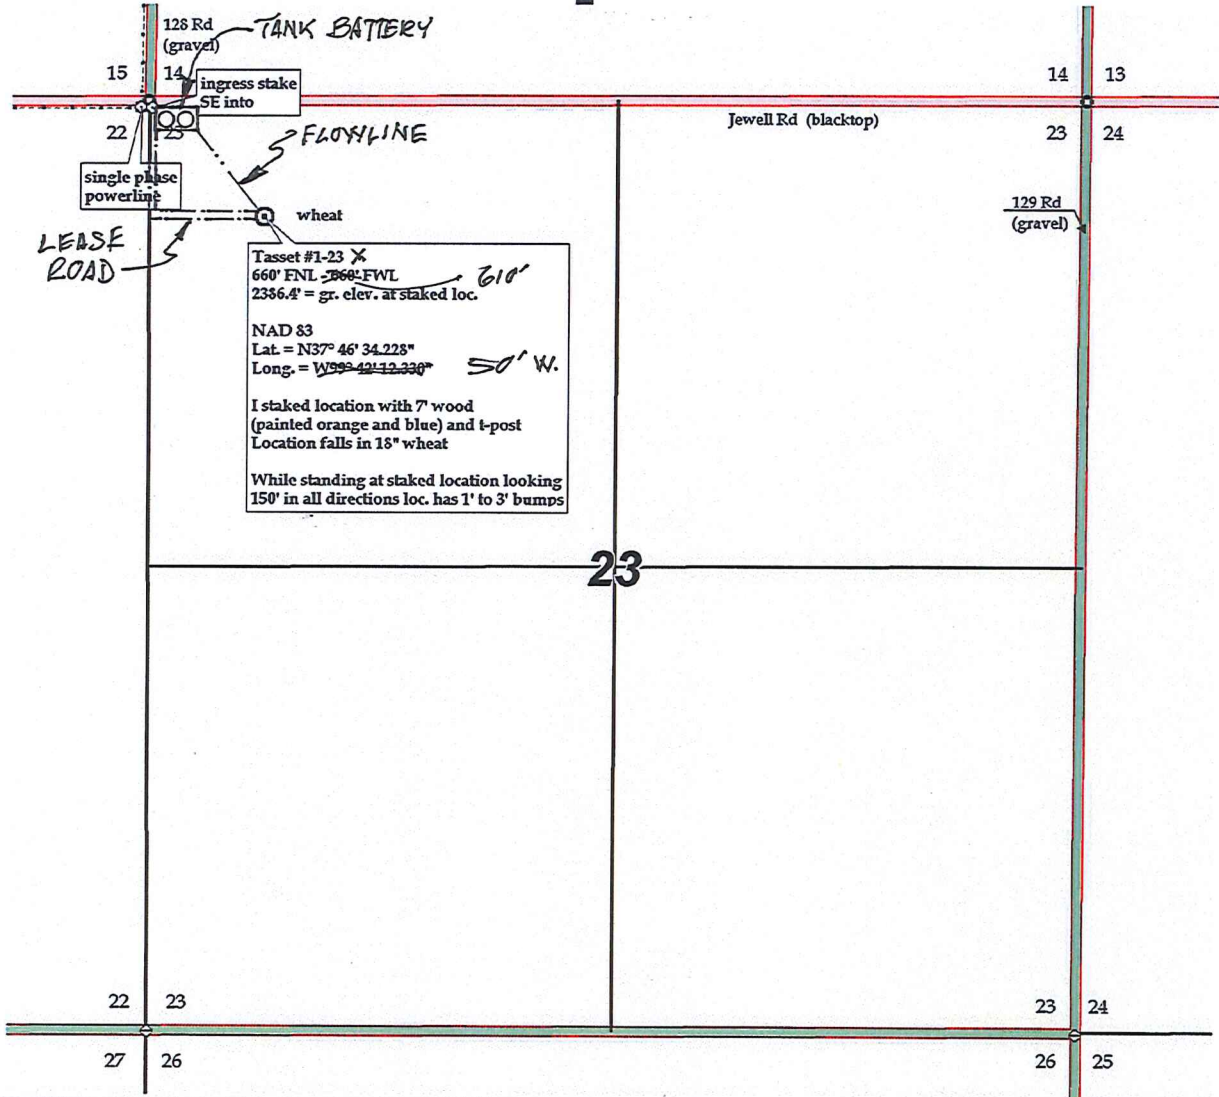 128 Rd
(gravel)
TANK BATTERY
15 14
ingress stake
SE into
14 13
22 23
Jewell Rd (blacktop)
23 24
FLOWLINE
single phase
powerline
129 Rd
(gravel)
wheat
LEASE
ROAD
Tasset #1-23 X
660' FNL - 660' FWL 610'
2386.4' = gr. elev. at staked loc.
NAD 83
Lat. = N37° 46' 34.228"
Long. = W99° 42' 12.330" 50' W.
I staked location with 7' wood
(painted orange and blue) and t-post
Location falls in 18" wheat
While standing at staked location looking
150' in all directions loc. has 1' to 3' bumps
23
22 23
23 24
27 26
26 25